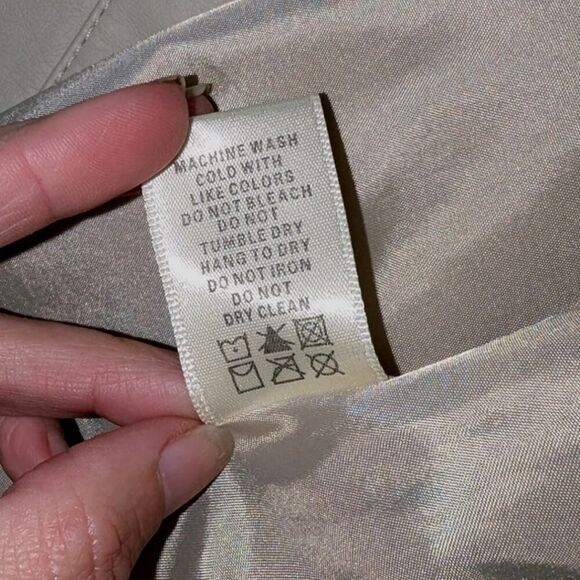 MACHINE WASH
COLD WITH
LIKE COLORS
DO NOT BLEACH
DO NOT
TUMBLE DRY
HANG TO DRY
DO NOT IRON
DO NOT
DRY CLEAN